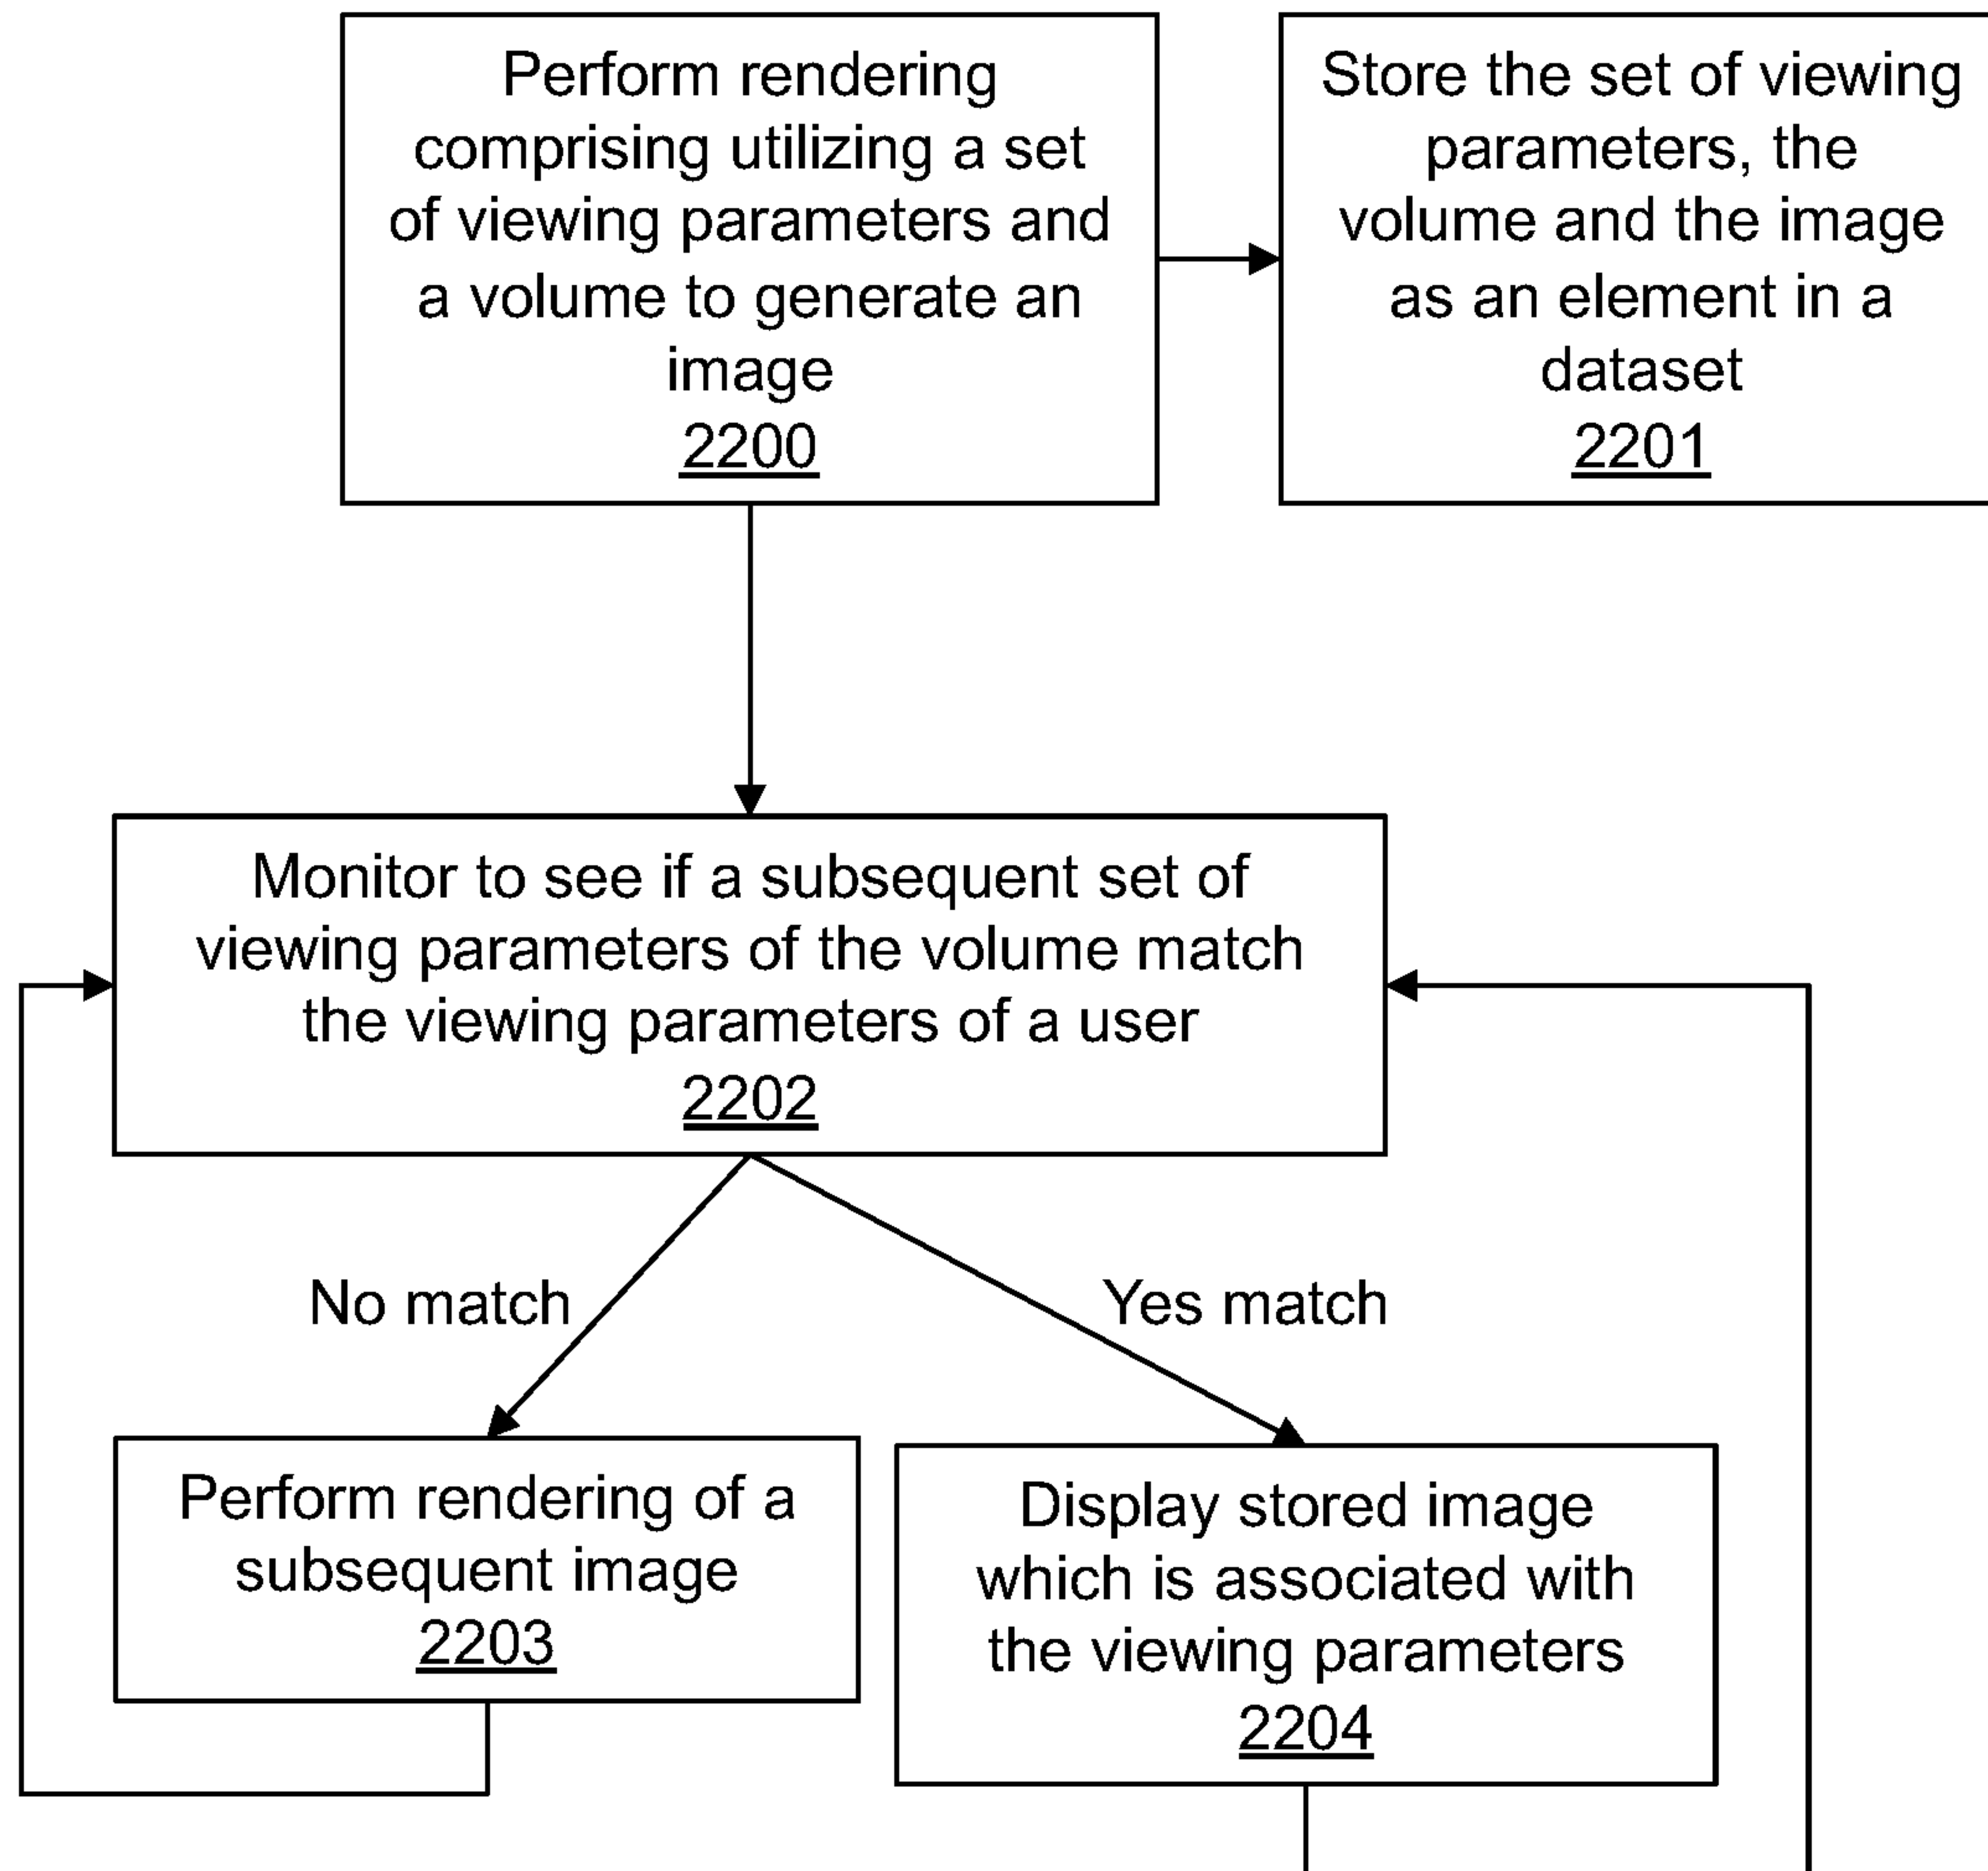 Perform rendering
comprising utilizing a set
of viewing parameters and
a volume to generate an
image
2200
Store the set of viewing
parameters, the
volume and the image
as an element in a
dataset
2201
Monitor to see if a subsequent set of
viewing parameters of the volume match
the viewing parameters of a user
2202
No match
Yes match
Perform rendering of a
subsequent image
2203
Display stored image
which is associated with
the viewing parameters
2204